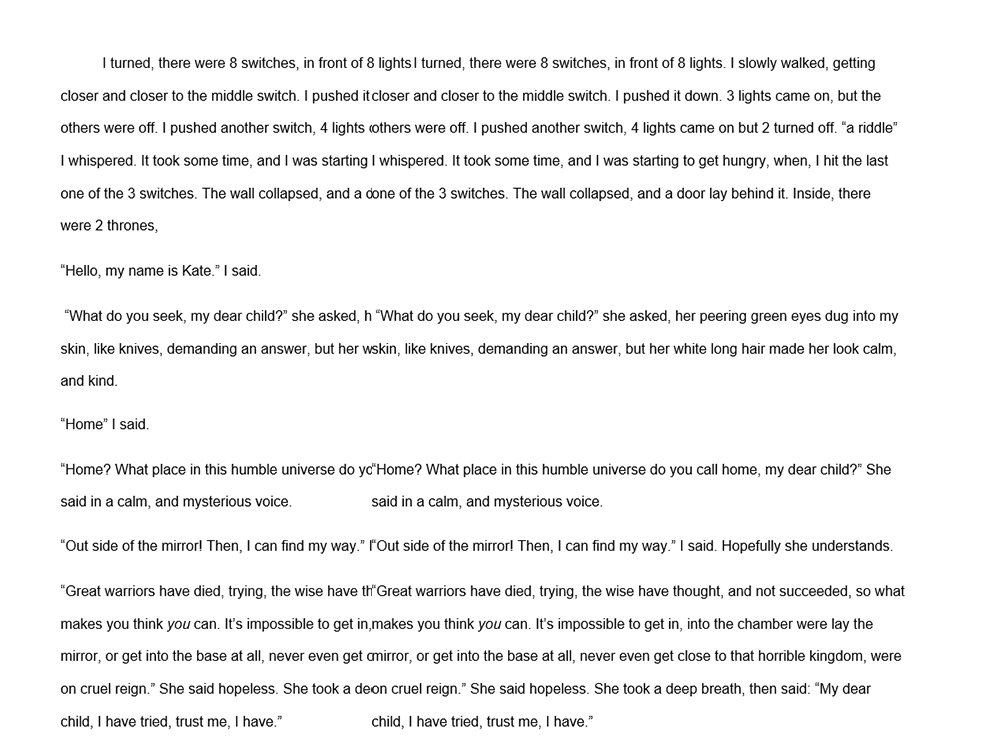 I turned, there were 8 switches, in front of 8 lights I turned, there were 8 switches, in front of 8 lights. I slowly walked, getting
closer and closer to the middle switch. I pushed it closer and closer to the middle switch. I pushed it down. 3 lights came on, but the
others were off. I pushed another switch, 4 lights others were off. I pushed another switch, 4 lights came on but 2 turned off. “a riddle”
I whispered. It took some time, and I was starting I whispered. It took some time, and I was starting to get hungry, when, I hit the last
one of the 3 switches. The wall collapsed, and a one of the 3 switches. The wall collapsed, and a door lay behind it. Inside, there
were 2 thrones,
“Hello, my name is Kate.” I said.
“What do you seek, my dear child?” she asked, h “What do you seek, my dear child?” she asked, her peering green eyes dug into my
skin, like knives, demanding an answer, but her skin, like knives, demanding an answer, but her white long hair made her look calm,
and kind.
“Home” I said.
“Home? What place in this humble universe do “Home? What place in this humble universe do you call home, my dear child?” She
said in a calm, and mysterious voice. said in a calm, and mysterious voice.
“Out side of the mirror! Then, I can find my way.” “Out side of the mirror! Then, I can find my way.” I said. Hopefully she understands.
“Great warriors have died, trying, the wise have “Great warriors have died, trying, the wise have thought, and not succeeded, so what
makes you think you can. It’s impossible to get in, makes you think you can. It’s impossible to get in, into the chamber were lay the
mirror, or get into the base at all, never even get mirror, or get into the base at all, never even get close to that horrible kingdom, were
on cruel reign.” She said hopeless. She took a on cruel reign.” She said hopeless. She took a deep breath, then said: “My dear
child, I have tried, trust me, I have.” child, I have tried, trust me, I have.”